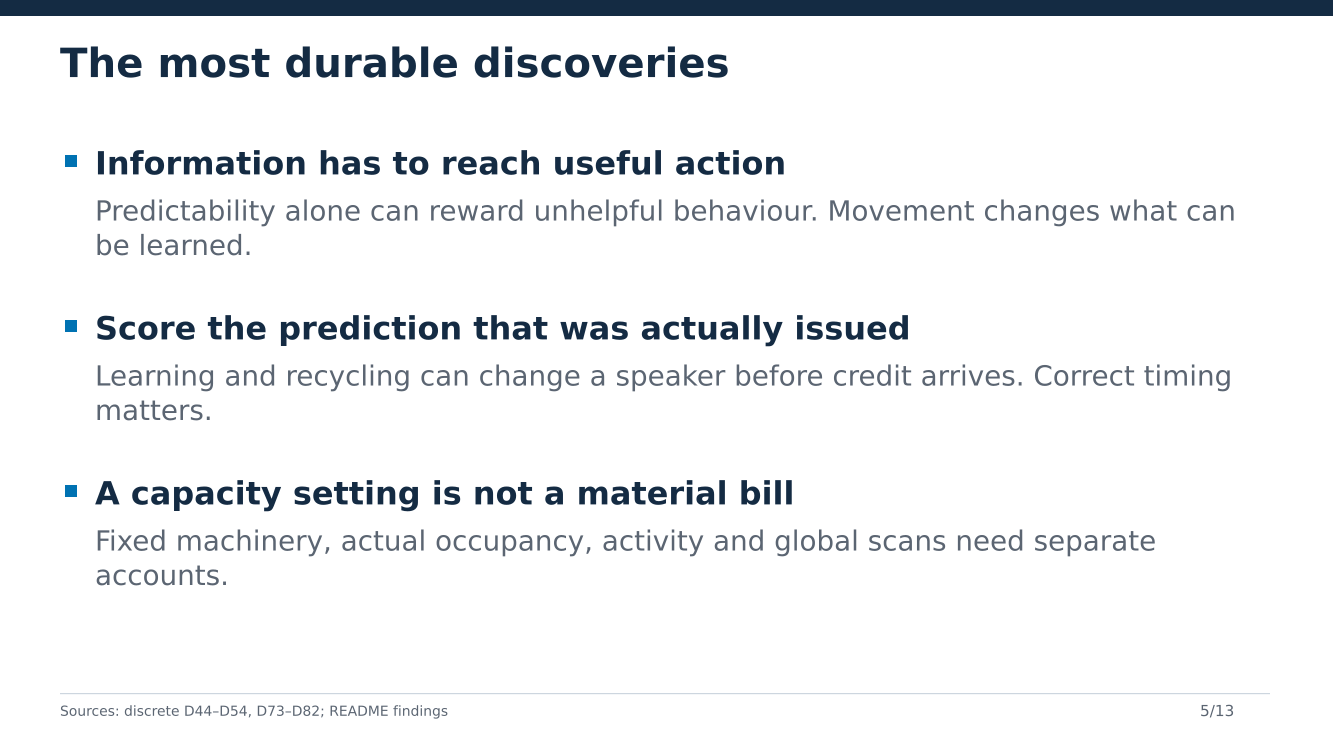 The most durable discoveries
Information has to reach useful action
Predictability alone can reward unhelpful behaviour. Movement changes what can
be learned.
Score the prediction that was actually issued
Learning and recycling can change a speaker before credit arrives. Correct timing
matters.
A capacity setting is not a material bill
Fixed machinery, actual occupancy, activity and global scans need separate
accounts.
Sources: discrete D44–D54, D73–D82; README findings
5/13